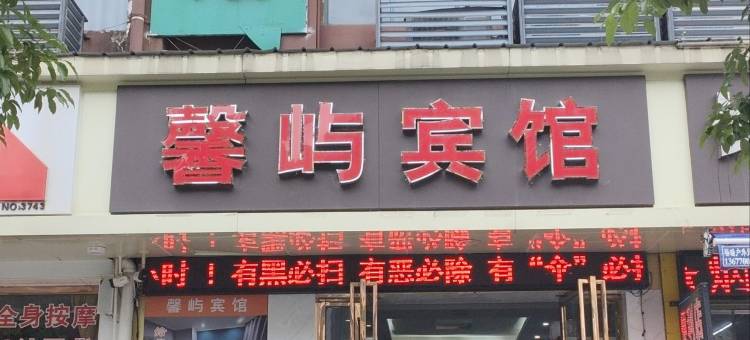 馨屿宾馆
NO:3743
时！有黑必扫 有恶必除 有“伞”必
馨屿宾馆
全身按摩